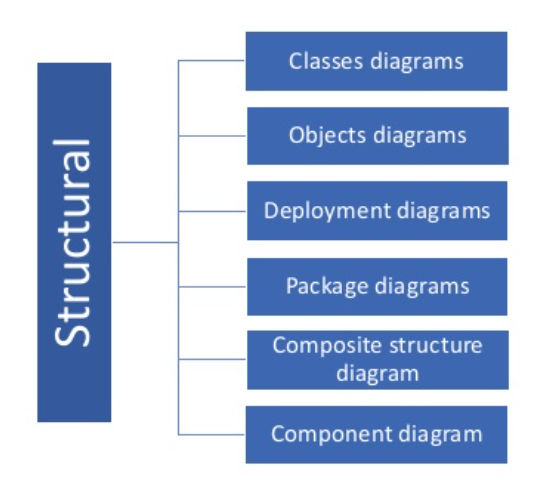 Structural
Classes diagrams
Objects diagrams
Deployment diagrams
Package diagrams
Composite structure
diagram
Component diagram